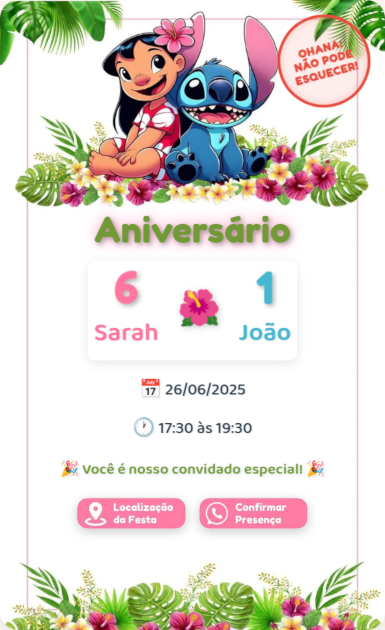 OHANA:
NÃO PODE
ESQUECER!
Aniversário
6 1
Sarah João
📅 26/06/2025
🕐 17:30 às 19:30
🎉 Você é nosso convidado especial! 🎉
Localização
da Festa
Confirmar
Presença